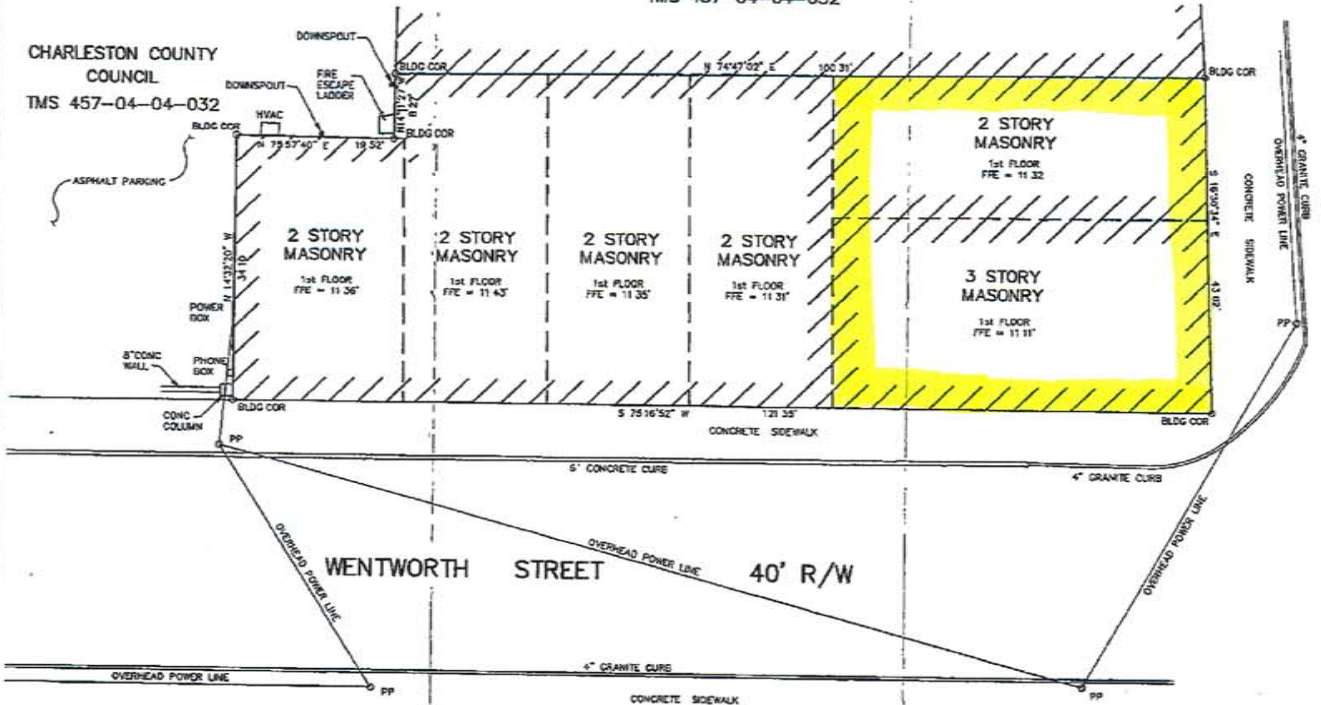 CHARLESTON COUNTY
COUNCIL
TMS 457-04-04-032
DOWNSPOUT
DOWNSPOUT
FIRE
ESCAPE
LADDER
HVAC
BLDG COR
BLDG COR
BLDG COR
BLDG COR
N 74°47'02" E
100 31'
N 75°57'40" E
19 52'
ASPHALT PARKING
N 14°32'20" W
34 10
2 STORY
MASONRY
1st FLOOR
FFE = 11 36'
2 STORY
MASONRY
1st FLOOR
FFE = 11 43'
2 STORY
MASONRY
1st FLOOR
FFE = 11 35'
2 STORY
MASONRY
1st FLOOR
FFE = 11 31'
2 STORY
MASONRY
1st FLOOR
FFE = 11 32
3 STORY
MASONRY
1st FLOOR
FFE = 11 11'
43 02'
CONCRETE SIDEWALK
OVERHEAD POWER LINE
4" GRANITE CURB
PP
POWER
BOX
PHONE
BOX
8" CONC
WALL
CONC
COLUMN
BLDG COR
S 75 16'52" W
121 35'
CONCRETE SIDEWALK
BLDG COR
PP
6' CONCRETE CURB
4" GRANITE CURB
OVERHEAD POWER LINE
OVERHEAD POWER LINE
OVERHEAD POWER LINE
WENTWORTH STREET 40' R/W
4" GRANITE CURB
OVERHEAD POWER LINE
PP
CONCRETE SIDEWALK
PP